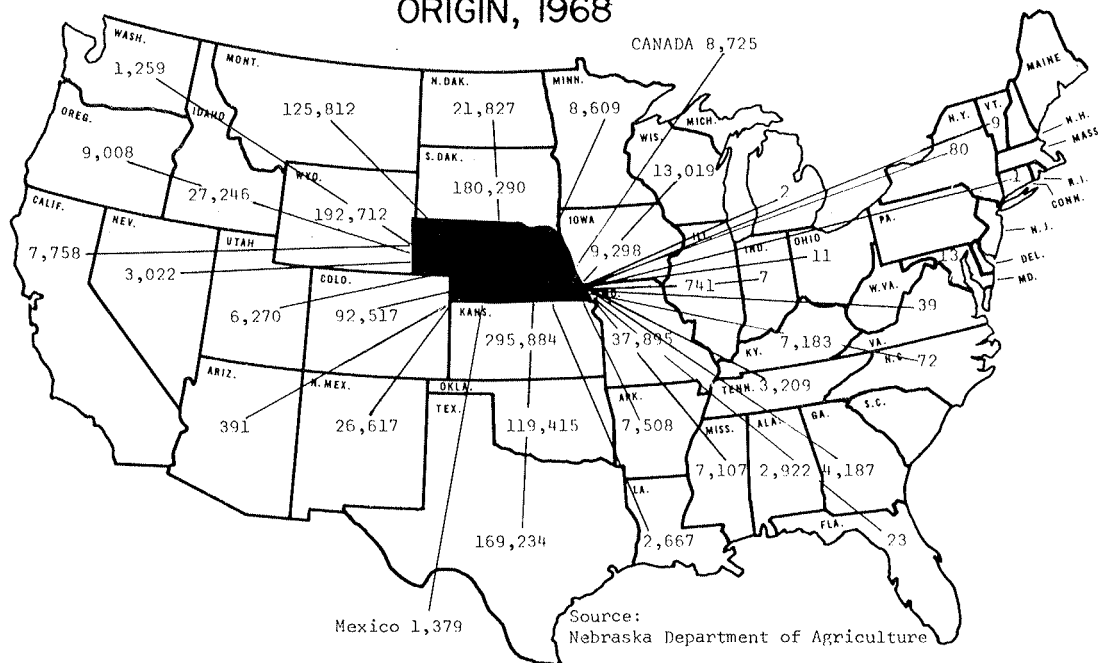 ORIGIN, 1968
CANADA 8,725
WASH.
1,259
MONT.
125,812
N.DAK.
21,827
MINN.
8,609
MAINE
OREG.
9,008
IDAHO
27,246
WYO.
192,712
S.DAK.
180,290
WIS.
13,019
MICH.
2
N.Y.
80
VT.
9
N.H.
MASS
1
R.I.
CONN.
CALIF.
7,758
NEV.
3,022
UTAH
6,270
COLO.
92,517
IOWA
9,298
ILL.
741
IND.
7
OHIO
11
PA.
13
N.J.
DEL.
MD.
W.VA.
39
KANS.
295,884
37,895
KY.
7,183
VA.
72
N.C
ARIZ.
391
N.MEX.
26,617
OKLA.
119,415
TEX.
169,234
ARK.
7,508
TENN.
3,209
S.C.
MISS.
7,107
ALA.
2,922
GA.
4,187
LA.
2,667
FLA.
23
Mexico 1,379
Source:
Nebraska Department of Agriculture